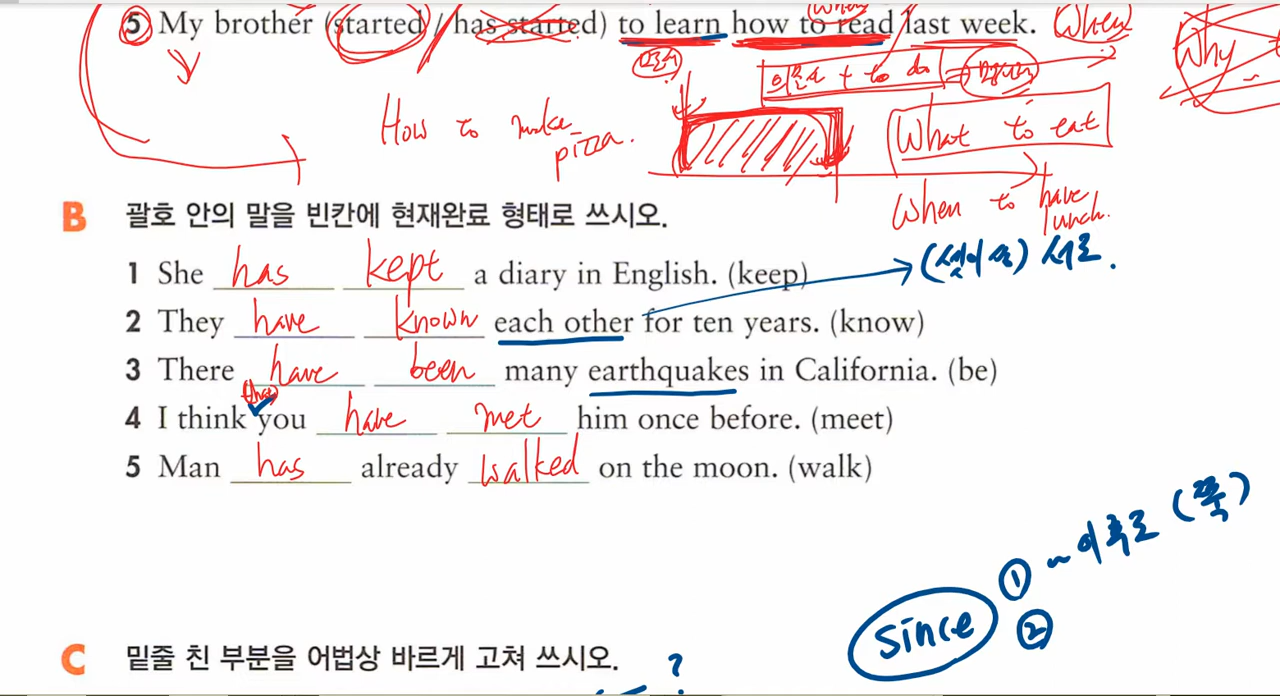 5 My brother (started / has started) to learn how to read last week. When
Why
의문사 + to do = 명사
How to make pizza.
What to eat
When to have lunch.
B 괄호 안의 말을 빈칸에 현재완료 형태로 쓰시오.
서로.
1 She has kept a diary in English. (keep)
2 They have known each other for ten years. (know)
3 There have been many earthquakes in California. (be)
(that)
4 I think you have met him once before. (meet)
5 Man has already walked on the moon. (walk)
since ① ~이후로 (쭉)
②
C 밑줄 친 부분을 어법상 바르게 고쳐 쓰시오. ?